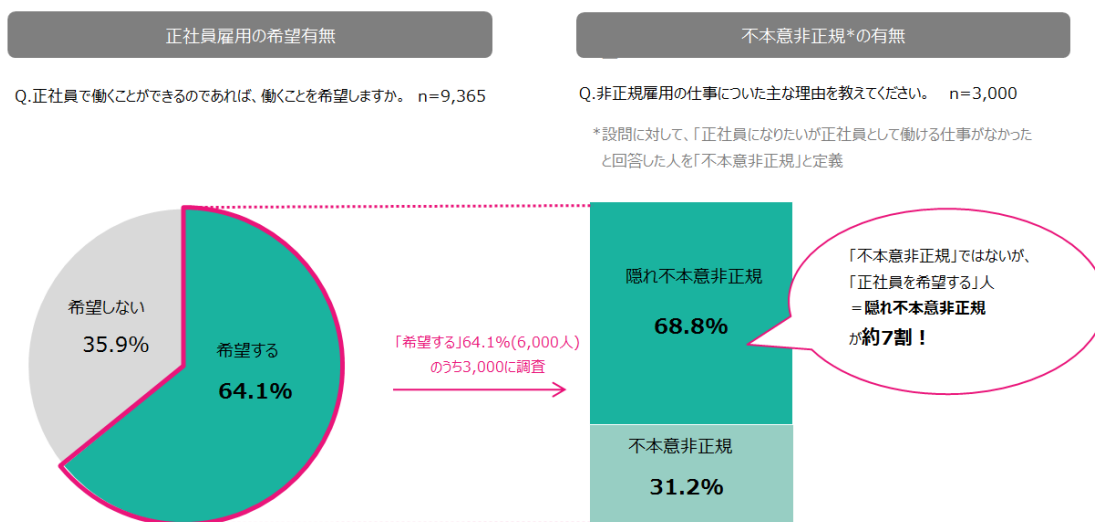 正社員雇用の希望有無
Q.正社員で働くことができるのであれば、働くことを希望しますか。 n=9,365
希望しない
35.9%
希望する
64.1%
「希望する」64.1%(6,000人)
のうち3,000に調査
不本意非正規*の有無
Q.非正規雇用の仕事についた主な理由を教えてください。 n=3,000
*設問に対して、「正社員になりたいが正社員として働ける仕事がなかった
と回答した人を「不本意非正規」と定義
隠れ不本意非正規
68.8%
不本意非正規
31.2%
「不本意非正規」ではないが、
「正社員を希望する」人
＝隠れ不本意非正規
が約7割！